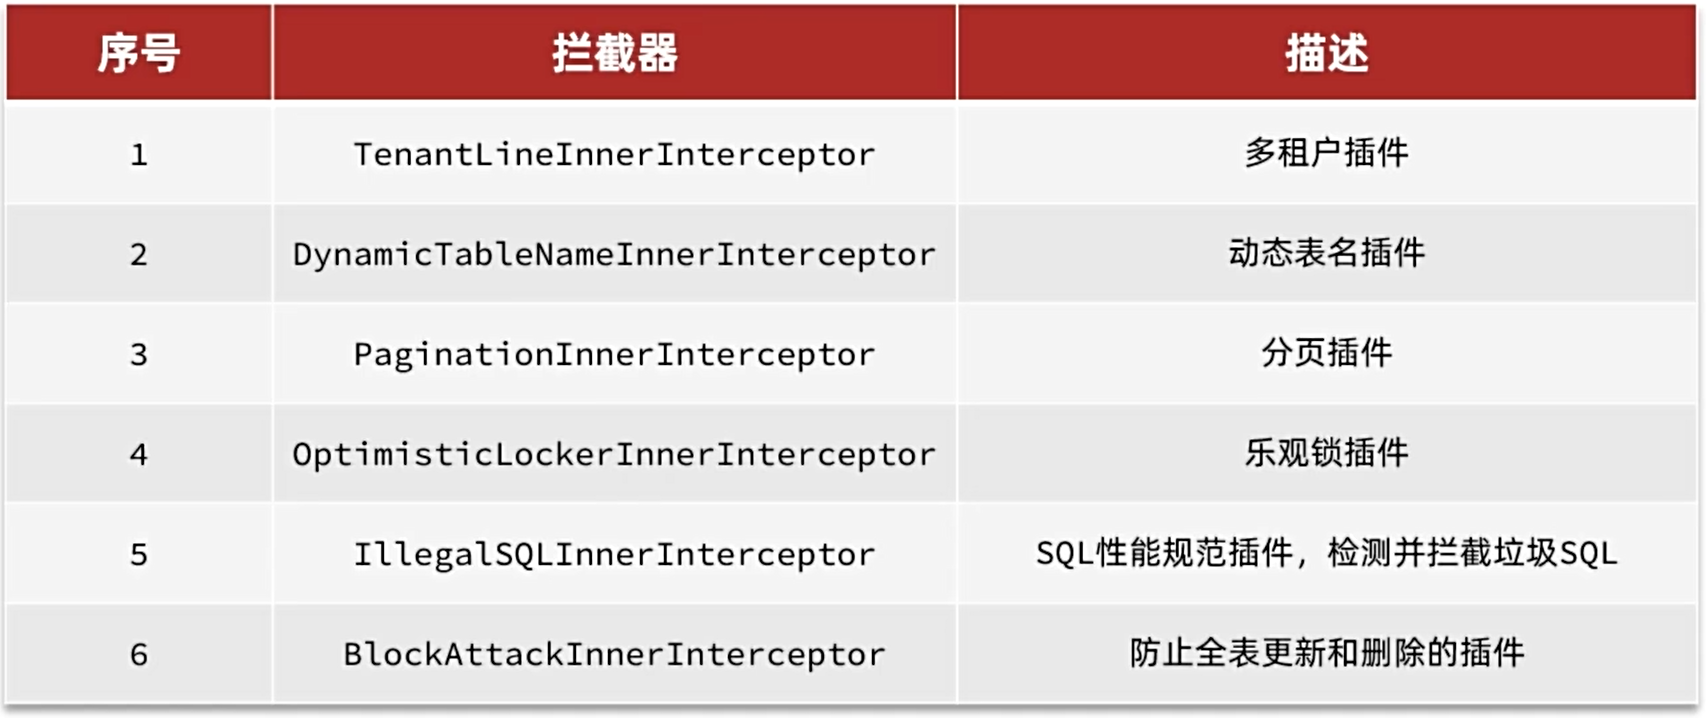 序号 拦截器 描述
1 TenantLineInnerInterceptor 多租户插件
2 DynamicTableNameInnerInterceptor 动态表名插件
3 PaginationInnerInterceptor 分页插件
4 OptimisticLockerInnerInterceptor 乐观锁插件
5 IllegalSQLInnerInterceptor SQL性能规范插件，检测并拦截垃圾SQL
6 BlockAttackInnerInterceptor 防止全表更新和删除的插件